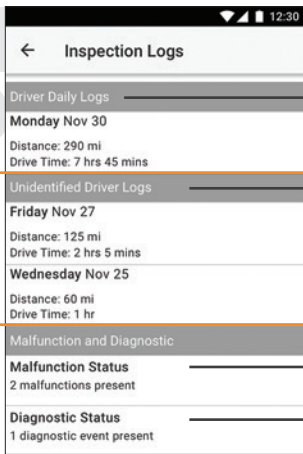 12:30
Inspection Logs
Driver Daily Logs
Monday Nov 30
Distance: 290 mi
Drive Time: 7 hrs 45 mins
Unidentified Driver Logs
Friday Nov 27
Distance: 125 mi
Drive Time: 2 hrs 5 mins
Wednesday Nov 25
Distance: 60 mi
Drive Time: 1 hr
Malfunction and Diagnostic
Malfunction Status
2 malfunctions present
Diagnostic Status
1 diagnostic event present